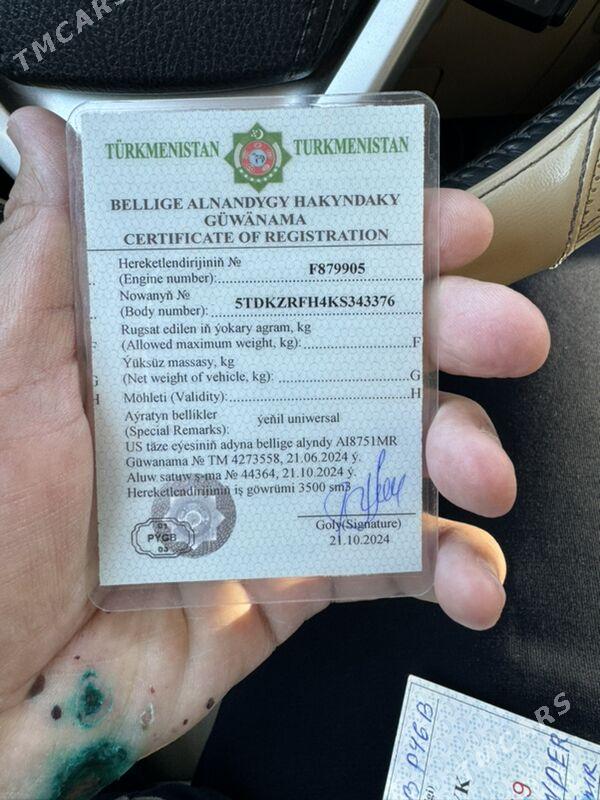 TMCARS
TÜRKMENISTAN TURKMENISTAN
BELLIGE ALNANDYGY HAKYNDAKY
GÜWÄNAMA
CERTIFICATE OF REGISTRATION
Hereketlendirijiniň №
(Engine number): F879905
Nowanyň №
(Body number): 5TDKZRFH4KS343376
Rugsat edilen iň ýokary agram, kg
(Allowed maximum weight, kg): F
Ýüksüz massasy, kg
G (Net weight of vehicle, kg): G
H Möhleti (Validity): H
Aýratyn bellikler
(Special Remarks): ýeňil uniwersal
US täze eýesiniň adyna bellige alyndy AI8751MR
Güwanama № TM 4273558, 21.06.2024 ý.
Aluw satuw ş-ma № 44364, 21.10.2024 ý.
Hereketlendirijiniň iş göwrümi 3500 sm3
Goly(Signature)
21.10.2024
01
PÝGB
03
TMCARS